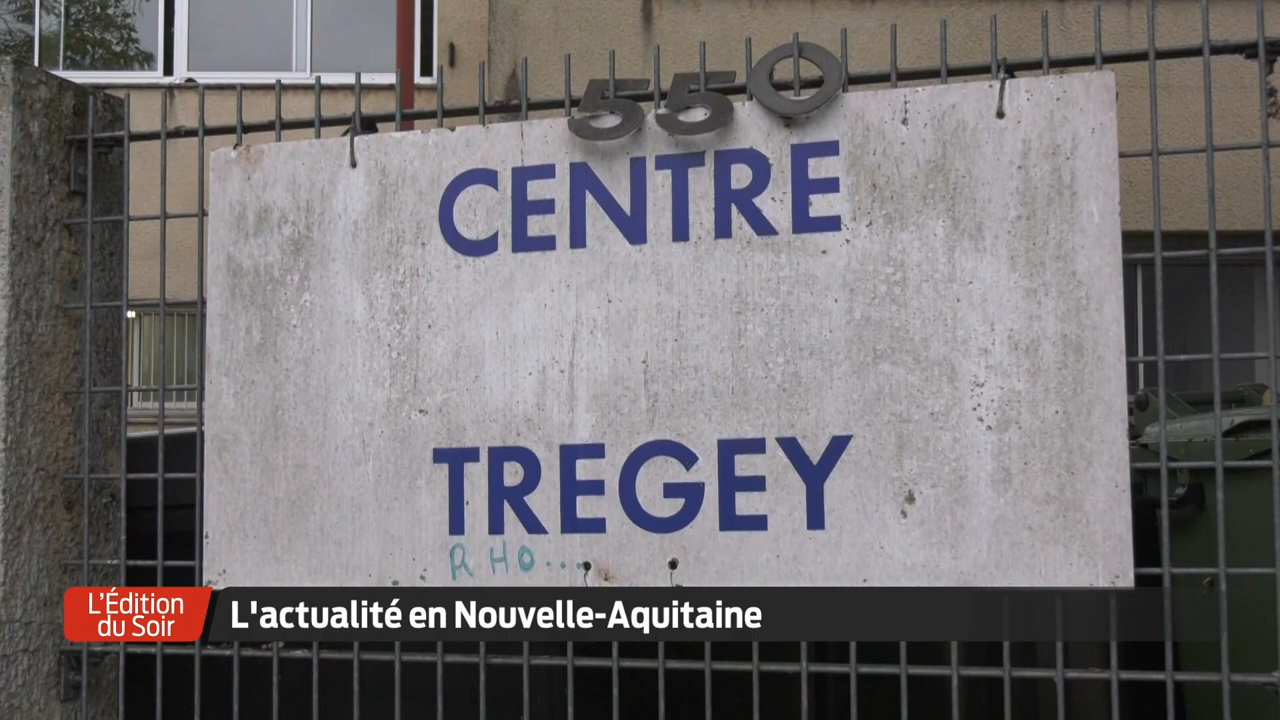 550
CENTRE
TREGEY
RHO...
L'Édition
du Soir
L'actualité en Nouvelle-Aquitaine